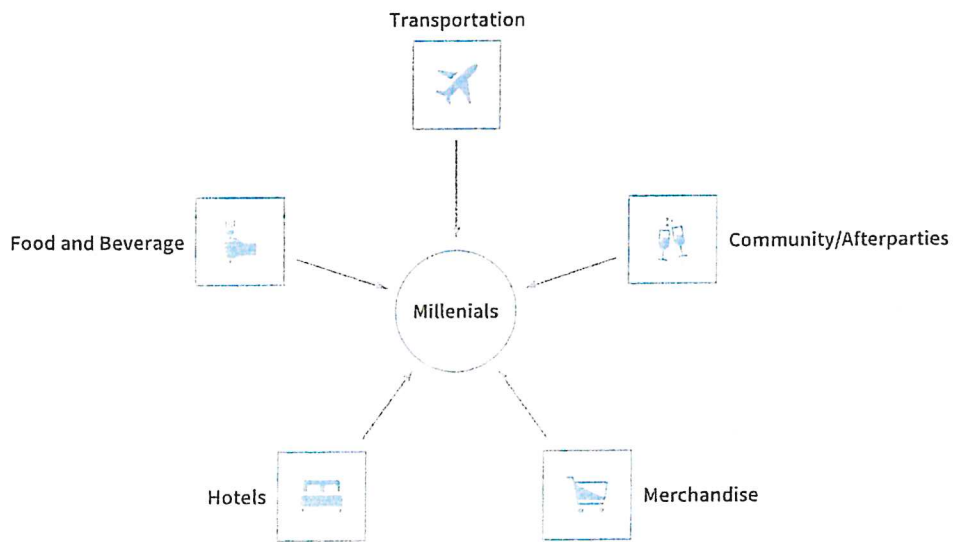 Transportation
Food and Beverage
Community/Afterparties
Millenials
Hotels
Merchandise